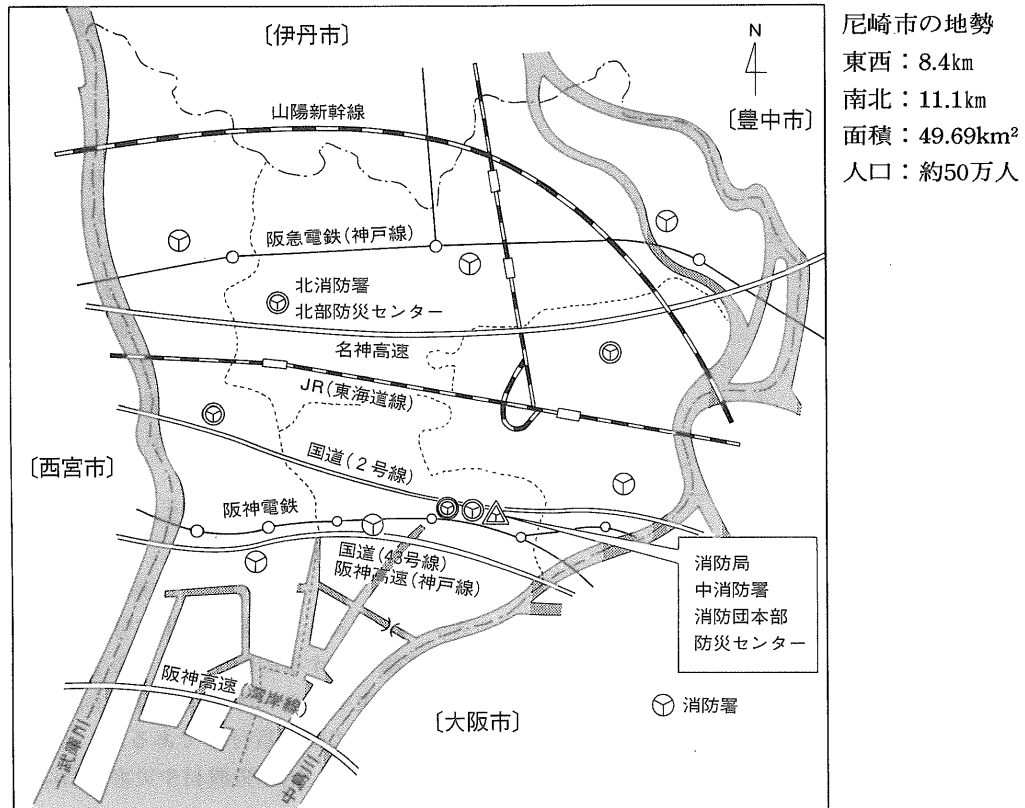 〔伊丹市〕
N
〔豊中市〕
山陽新幹線
阪急電鉄(神戸線)
北消防署
北部防災センター
名神高速
JR(東海道線)
国道(2号線)
〔西宮市〕
阪神電鉄
国道(43号線)
阪神高速(神戸線)
消防局
中消防署
消防団本部
防災センター
阪神高速(湾岸線)
〔大阪市〕
消防署
武庫川
中島川
尼崎市の地勢
東西：8.4km
南北：11.1km
面積：49.69km²
人口：約50万人